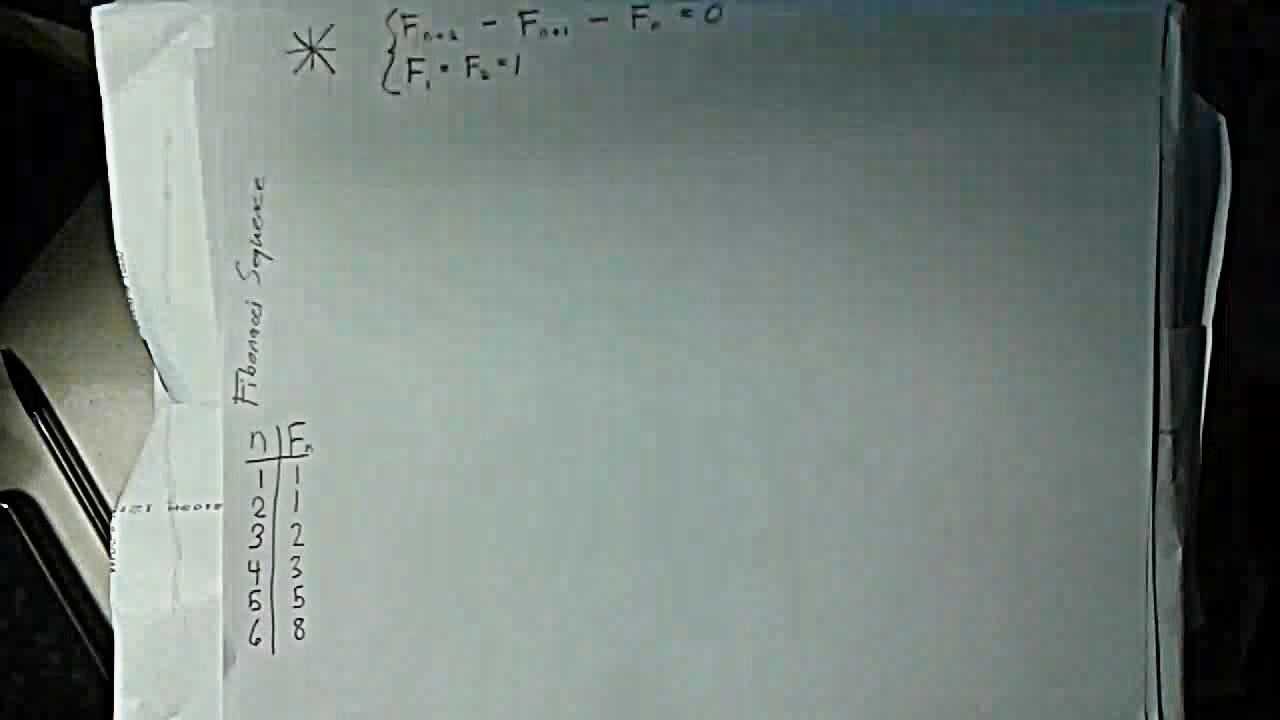 * { F_{n+2} - F_{n+1} - F_n = 0
F_1 = F_2 = 1
Fibonacci Sequence
n | F_n
1 | 1
2 | 1
3 | 2
4 | 3
5 | 5
6 | 8